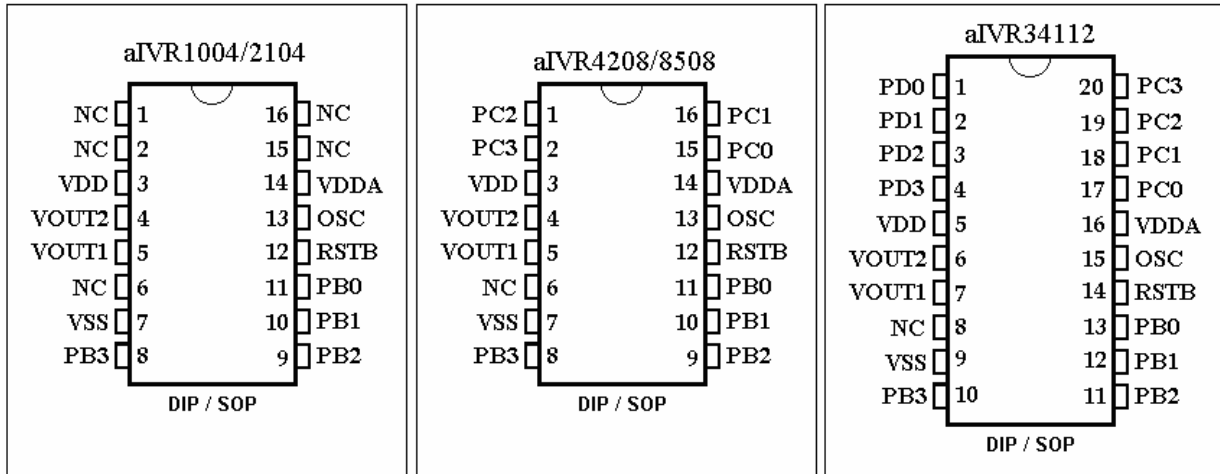 aIVR1004/2104
NC 1 16 NC
NC 2 15 NC
VDD 3 14 VDDA
VOUT2 4 13 OSC
VOUT1 5 12 RSTB
NC 6 11 PB0
VSS 7 10 PB1
PB3 8 9 PB2
DIP / SOP
aIVR4208/8508
PC2 1 16 PC1
PC3 2 15 PC0
VDD 3 14 VDDA
VOUT2 4 13 OSC
VOUT1 5 12 RSTB
NC 6 11 PB0
VSS 7 10 PB1
PB3 8 9 PB2
DIP / SOP
aIVR34112
PD0 1 20 PC3
PD1 2 19 PC2
PD2 3 18 PC1
PD3 4 17 PC0
VDD 5 16 VDDA
VOUT2 6 15 OSC
VOUT1 7 14 RSTB
NC 8 13 PB0
VSS 9 12 PB1
PB3 10 11 PB2
DIP / SOP